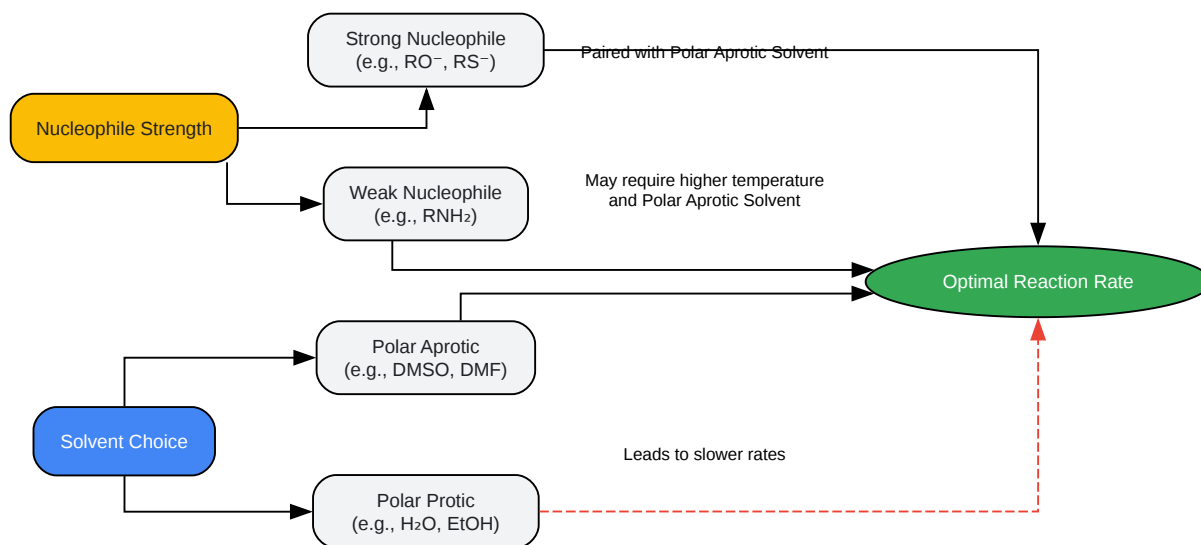 Strong Nucleophile
(e.g., RO⁻, RS⁻)
Paired with Polar Aprotic Solvent
Nucleophile Strength
Weak Nucleophile
(e.g., RNH₂)
May require higher temperature
and Polar Aprotic Solvent
Optimal Reaction Rate
Polar Aprotic
(e.g., DMSO, DMF)
Solvent Choice
Leads to slower rates
Polar Protic
(e.g., H₂O, EtOH)